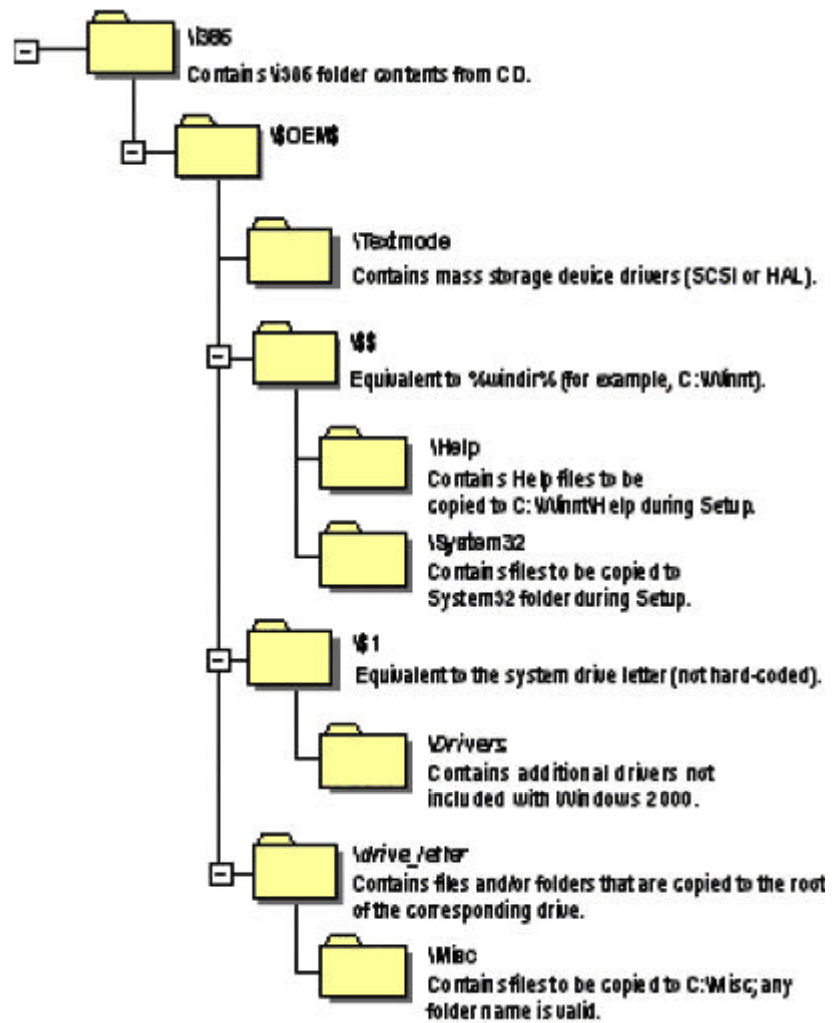 \i386
Contains \i386 folder contents from CD.
\$OEM$
\Textmode
Contains mass storage device drivers (SCSI or HAL).
\$$
Equivalent to %windir% (for example, C:\Winnt).
\Help
Contains Help files to be
copied to C:\Winnt\Help during Setup.
\System32
Contains files to be copied to
System32 folder during Setup.
\$1
Equivalent to the system drive letter (not hard-coded).
\Drivers
Contains additional drivers not
included with Windows 2000.
\drive_letter
Contains files and/or folders that are copied to the root
of the corresponding drive.
\Misc
Contains files to be copied to C:\Misc; any
folder name is valid.